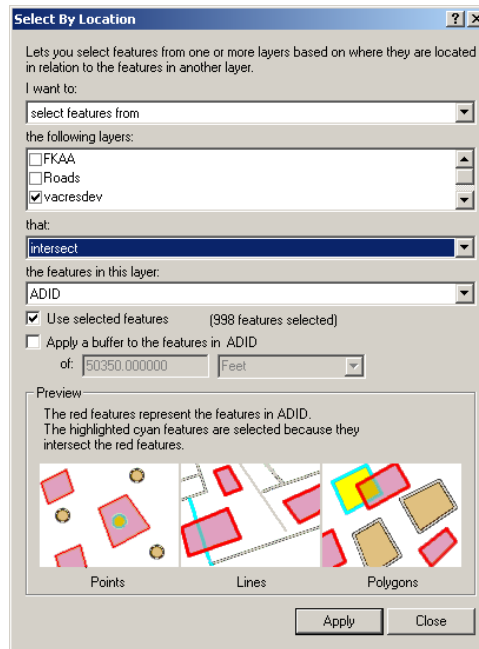 Select By Location
Lets you select features from one or more layers based on where they are located
in relation to the features in another layer.
I want to:
select features from
the following layers:
FKAA
Roads
vacresdev
that:
intersect
the features in this layer:
ADID
Use selected features (998 features selected)
Apply a buffer to the features in ADID
of: 50350.000000 Feet
Preview
The red features represent the features in ADID.
The highlighted cyan features are selected because they
intersect the red features.
Points Lines Polygons
Apply Close